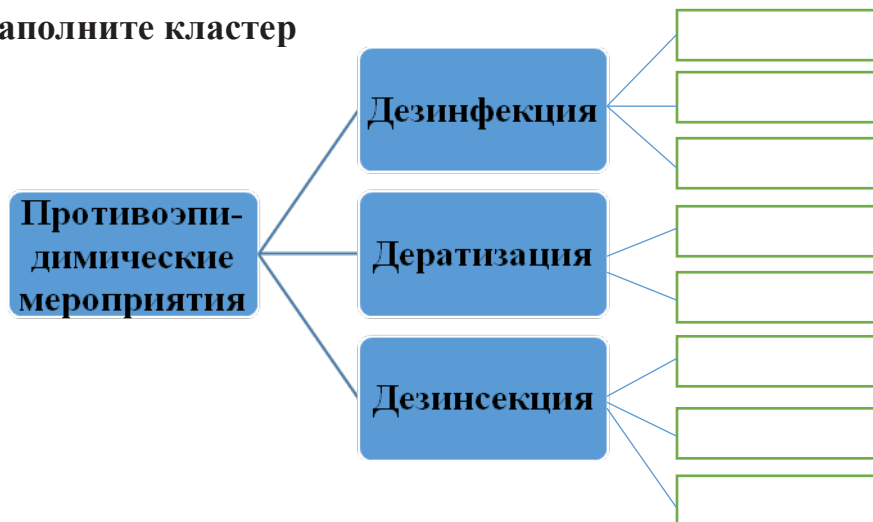 аполните кластер
Дезинфекция
Противоэпи-
димические
мероприятия
Дератизация
Дезинсекция